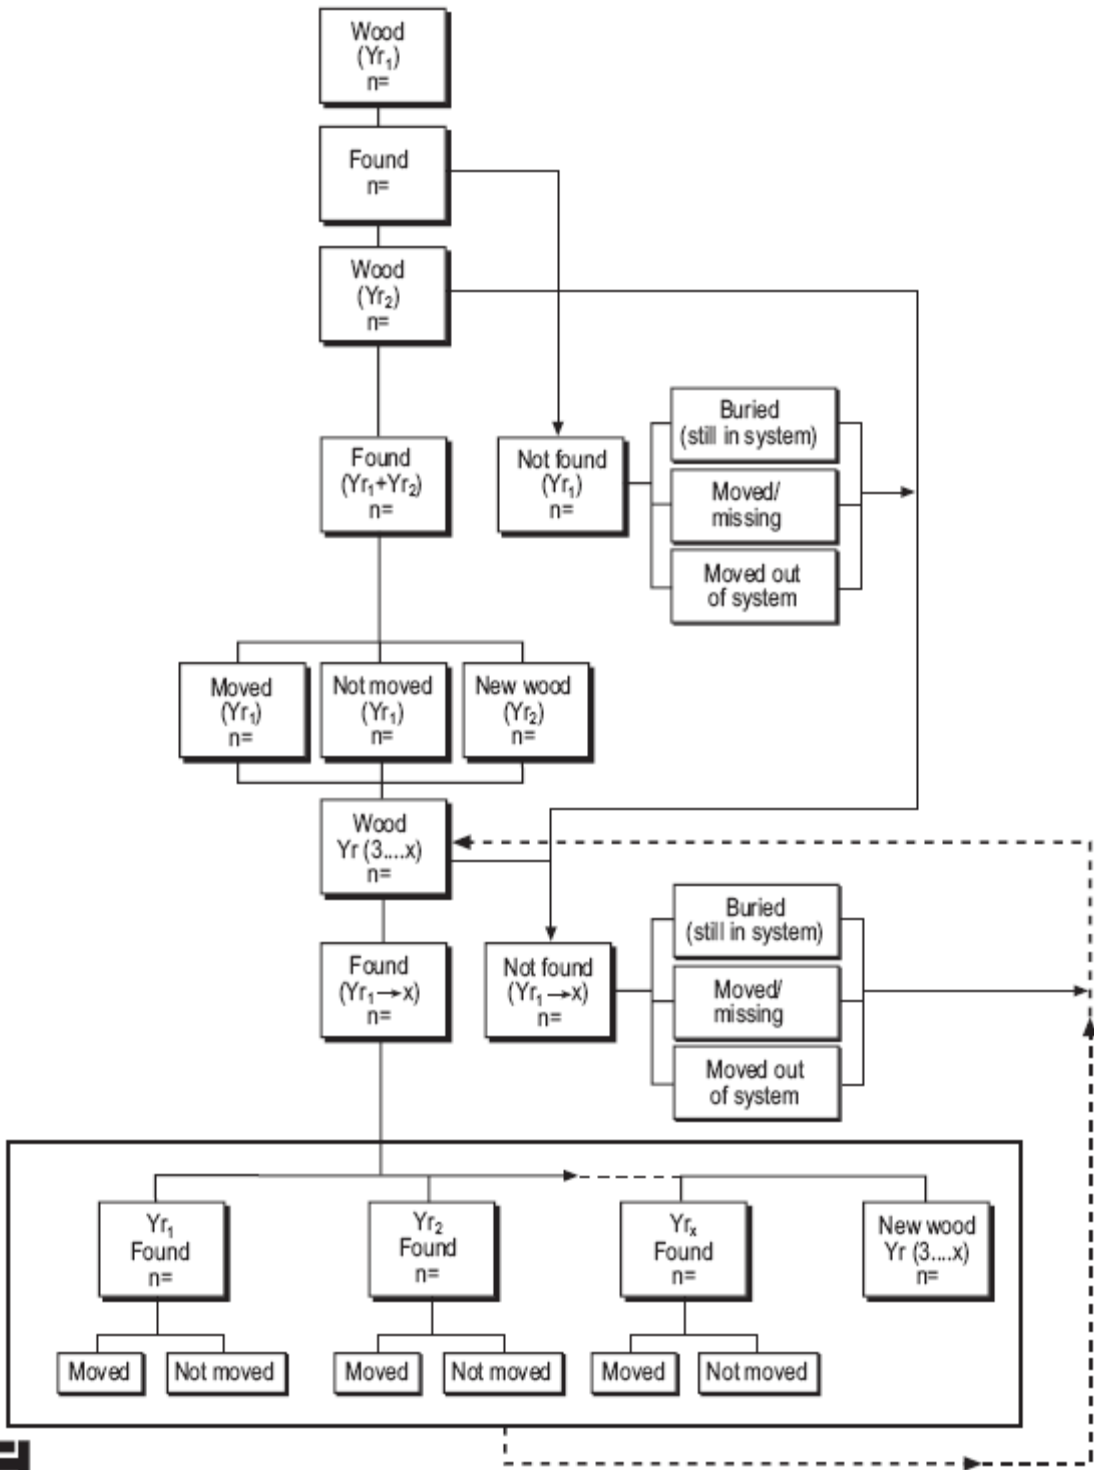 Wood
(Yr₁)
n=
Found
n=
Wood
(Yr₂)
n=
Found
(Yr₁+Yr₂)
n=
Not found
(Yr₁)
n=
Buried
(still in system)
Moved/
missing
Moved out
of system
Moved
(Yr₁)
n=
Not moved
(Yr₁)
n=
New wood
(Yr₂)
n=
Wood
Yr (3....x)
n=
Found
(Yr₁→x)
n=
Not found
(Yr₁→x)
n=
Buried
(still in system)
Moved/
missing
Moved out
of system
Yr₁
Found
n=
Yr₂
Found
n=
Yrₓ
Found
n=
New wood
Yr (3....x)
n=
Moved
Not moved
Moved
Not moved
Moved
Not moved